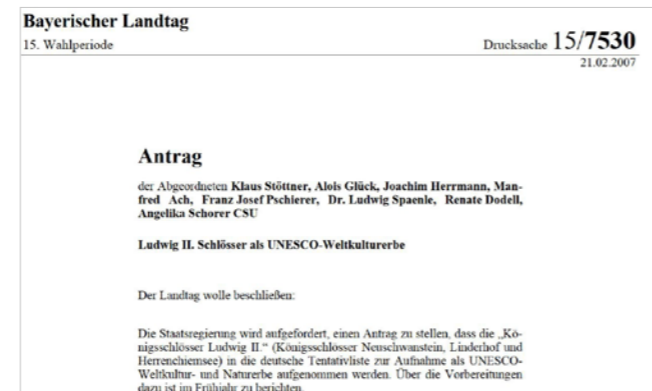 Bayerischer Landtag
15. Wahlperiode
Drucksache 15/7530
21.02.2007
Antrag
der Abgeordneten Klaus Stöttner, Alois Glück, Joachim Herrmann, Man-
fred Ach, Franz Josef Pschierer, Dr. Ludwig Spaenle, Renate Dodell,
Angelika Schorer CSU
Ludwig II. Schlösser als UNESCO-Weltkulturerbe
Der Landtag wolle beschließen:
Die Staatsregierung wird aufgefordert, einen Antrag zu stellen, dass die „Kö-
nigsschlösser Ludwig II.“ (Königsschlösser Neuschwanstein, Linderhof und
Herrenchiemsee) in die deutsche Tentativliste zur Aufnahme als UNESCO-
Weltkultur- und Naturerbe aufgenommen werden. Über die Vorbereitungen
dazu ist im Frühjahr zu berichten.